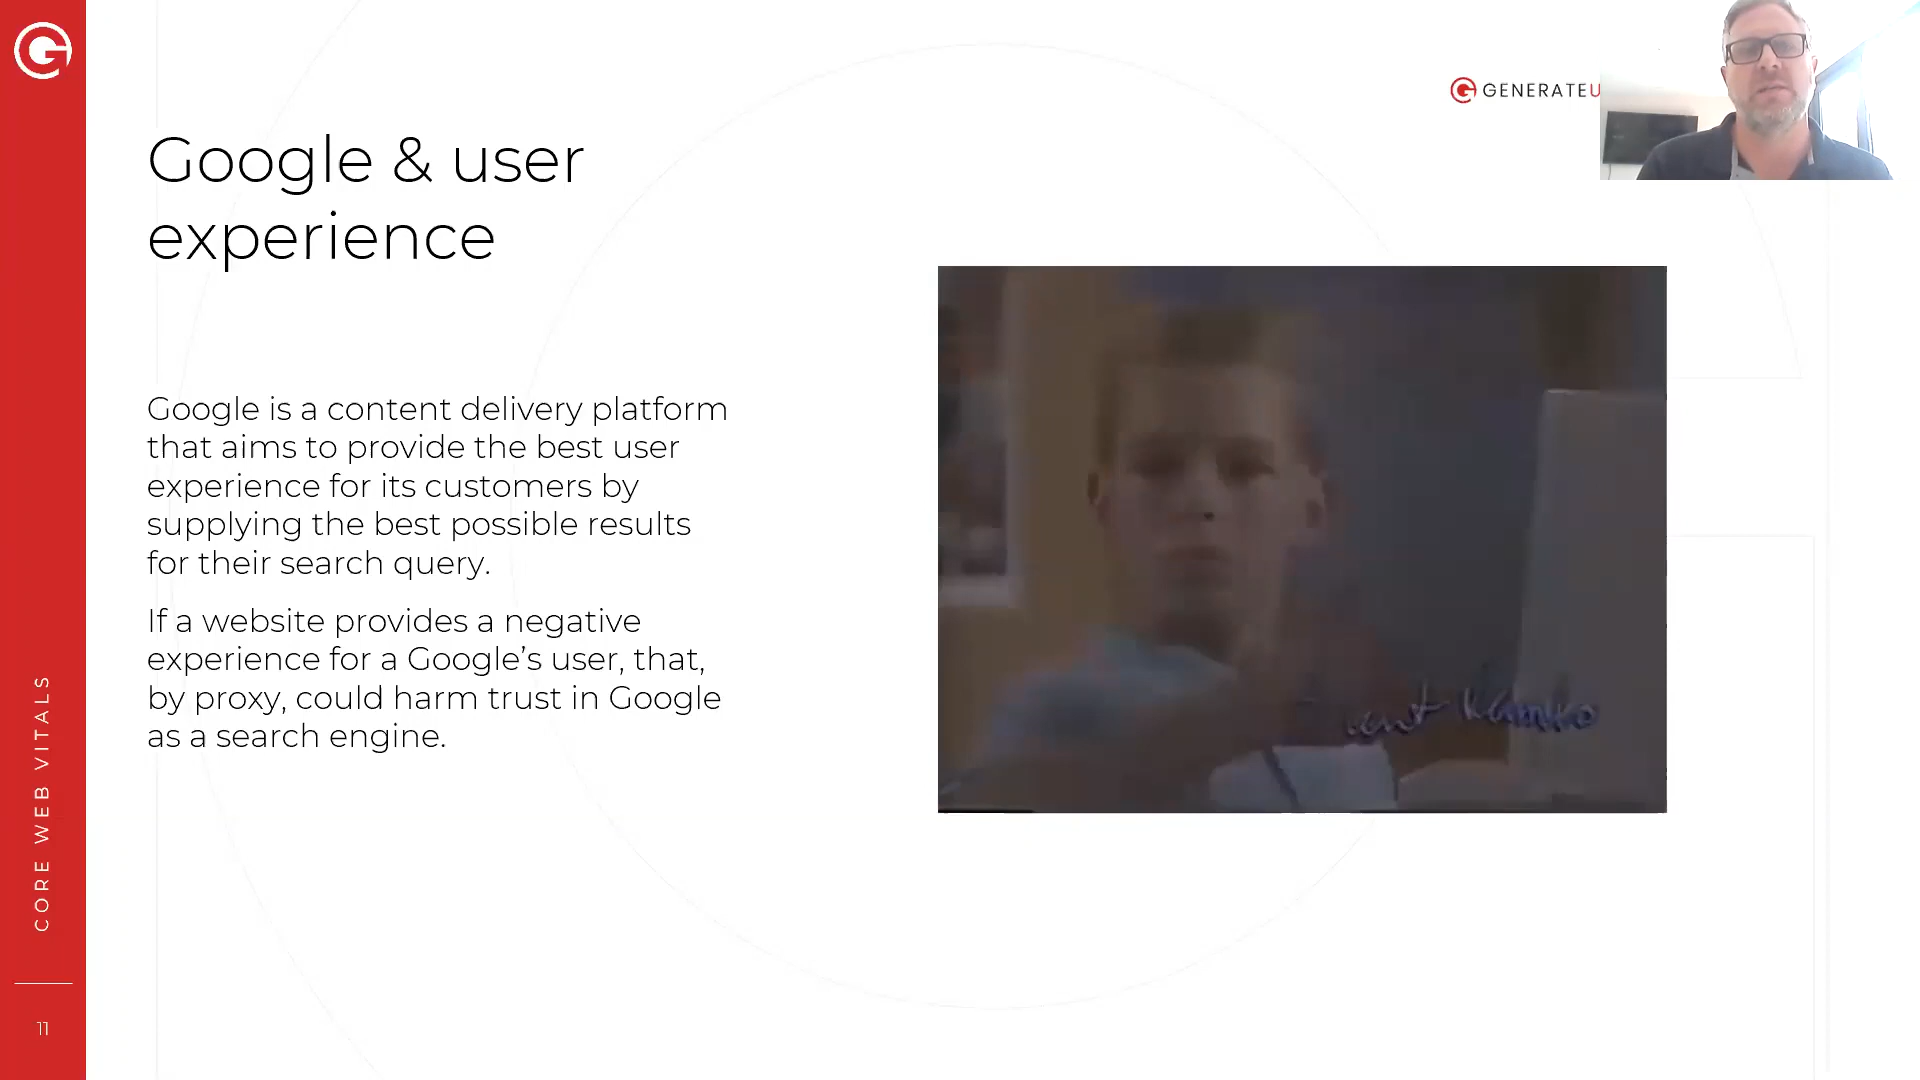 GENERATEU
Google & user
experience
Google is a content delivery platform
that aims to provide the best user
experience for its customers by
supplying the best possible results
for their search query.
If a website provides a negative
experience for a Google’s user, that,
by proxy, could harm trust in Google
as a search engine.
CORE WEB VITALS
11